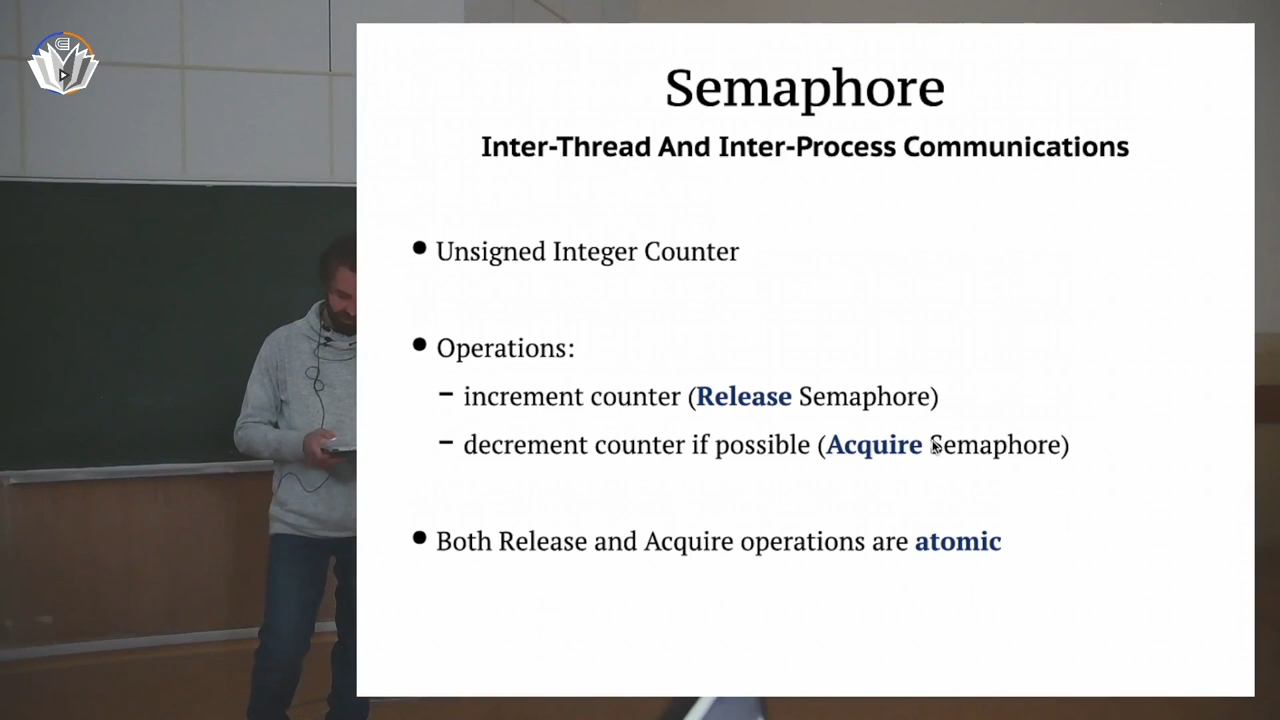 Semaphore
Inter-Thread And Inter-Process Communications
• Unsigned Integer Counter
• Operations:
– increment counter (Release Semaphore)
– decrement counter if possible (Acquire Semaphore)
• Both Release and Acquire operations are atomic